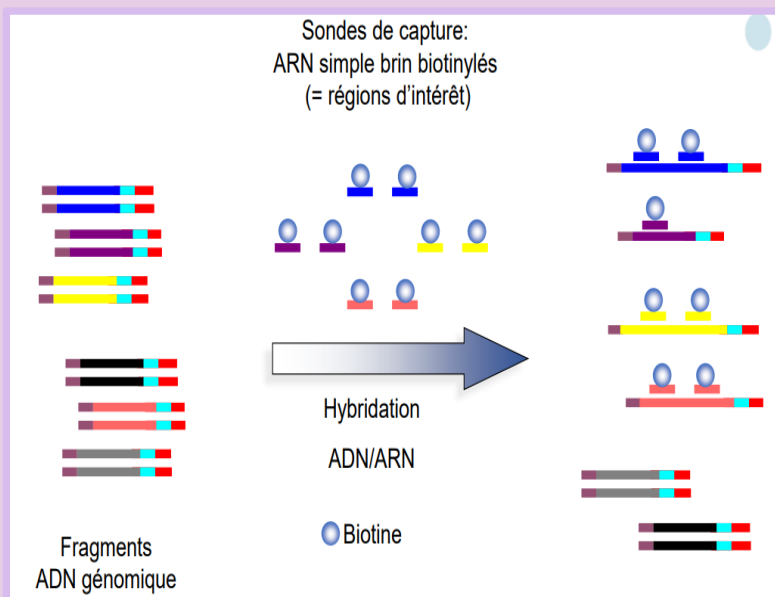 Sondes de capture:
ARN simple brin biotinylés
(= régions d'intérêt)
Hybridation
ADN/ARN
Biotine
Fragments
ADN génomique